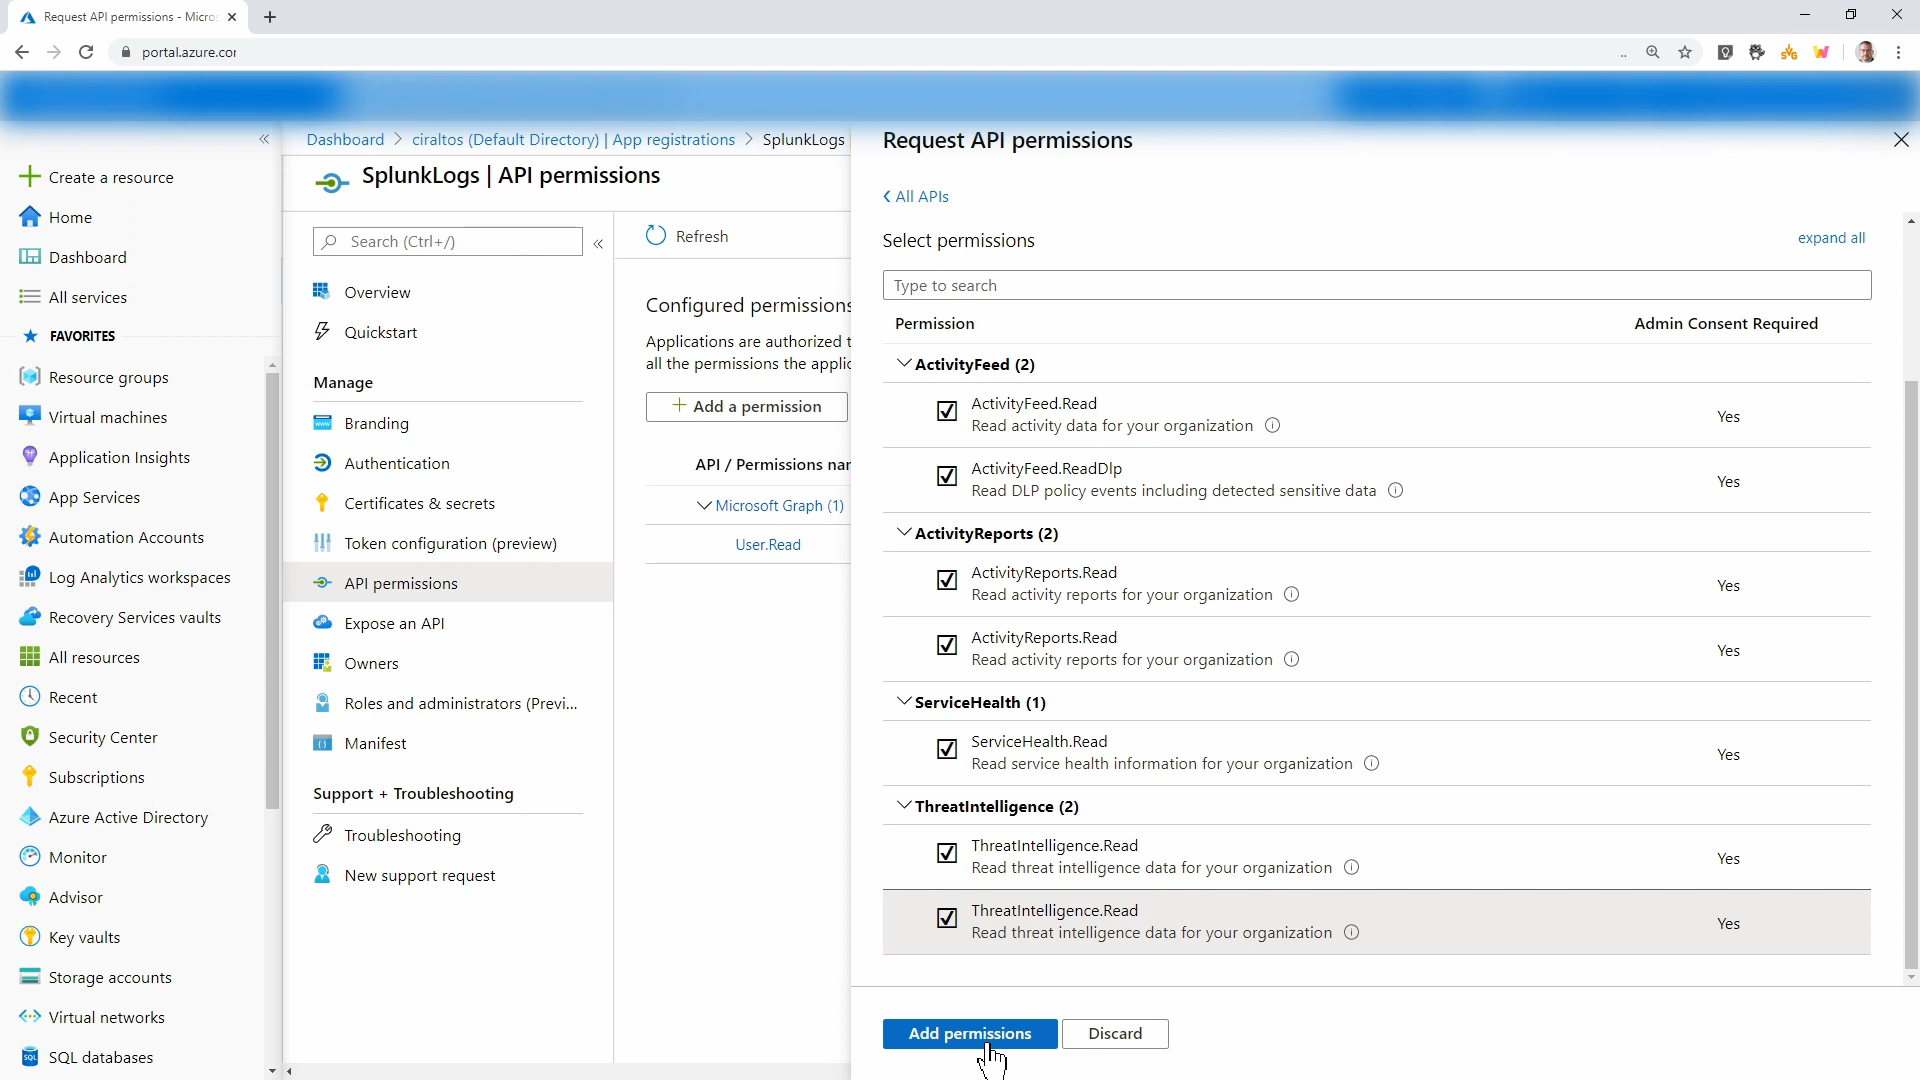 Request API permissions - Micro
portal.azure.com
Create a resource
Home
Dashboard
All services
FAVORITES
Resource groups
Virtual machines
Application Insights
App Services
Automation Accounts
Log Analytics workspaces
Recovery Services vaults
All resources
Recent
Security Center
Subscriptions
Azure Active Directory
Monitor
Advisor
Key vaults
Storage accounts
Virtual networks
SQL databases
Dashboard > ciraltos (Default Directory) | App registrations > SplunkLogs
SplunkLogs | API permissions
Search (Ctrl+/)
Overview
Quickstart
Manage
Branding
Authentication
Certificates & secrets
Token configuration (preview)
API permissions
Expose an API
Owners
Roles and administrators (Previ...
Manifest
Support + Troubleshooting
Troubleshooting
New support request
Refresh
Configured permissions
Applications are authorized t
all the permissions the applic
Add a permission
API / Permissions nar
Microsoft Graph (1)
User.Read
Request API permissions
All APIs
Select permissions
expand all
Type to search
Permission Admin Consent Required
ActivityFeed (2)
ActivityFeed.Read
Read activity data for your organization
Yes
ActivityFeed.ReadDlp
Read DLP policy events including detected sensitive data
Yes
ActivityReports (2)
ActivityReports.Read
Read activity reports for your organization
Yes
ActivityReports.Read
Read activity reports for your organization
Yes
ServiceHealth (1)
ServiceHealth.Read
Read service health information for your organization
Yes
ThreatIntelligence (2)
ThreatIntelligence.Read
Read threat intelligence data for your organization
Yes
ThreatIntelligence.Read
Read threat intelligence data for your organization
Yes
Add permissions
Discard